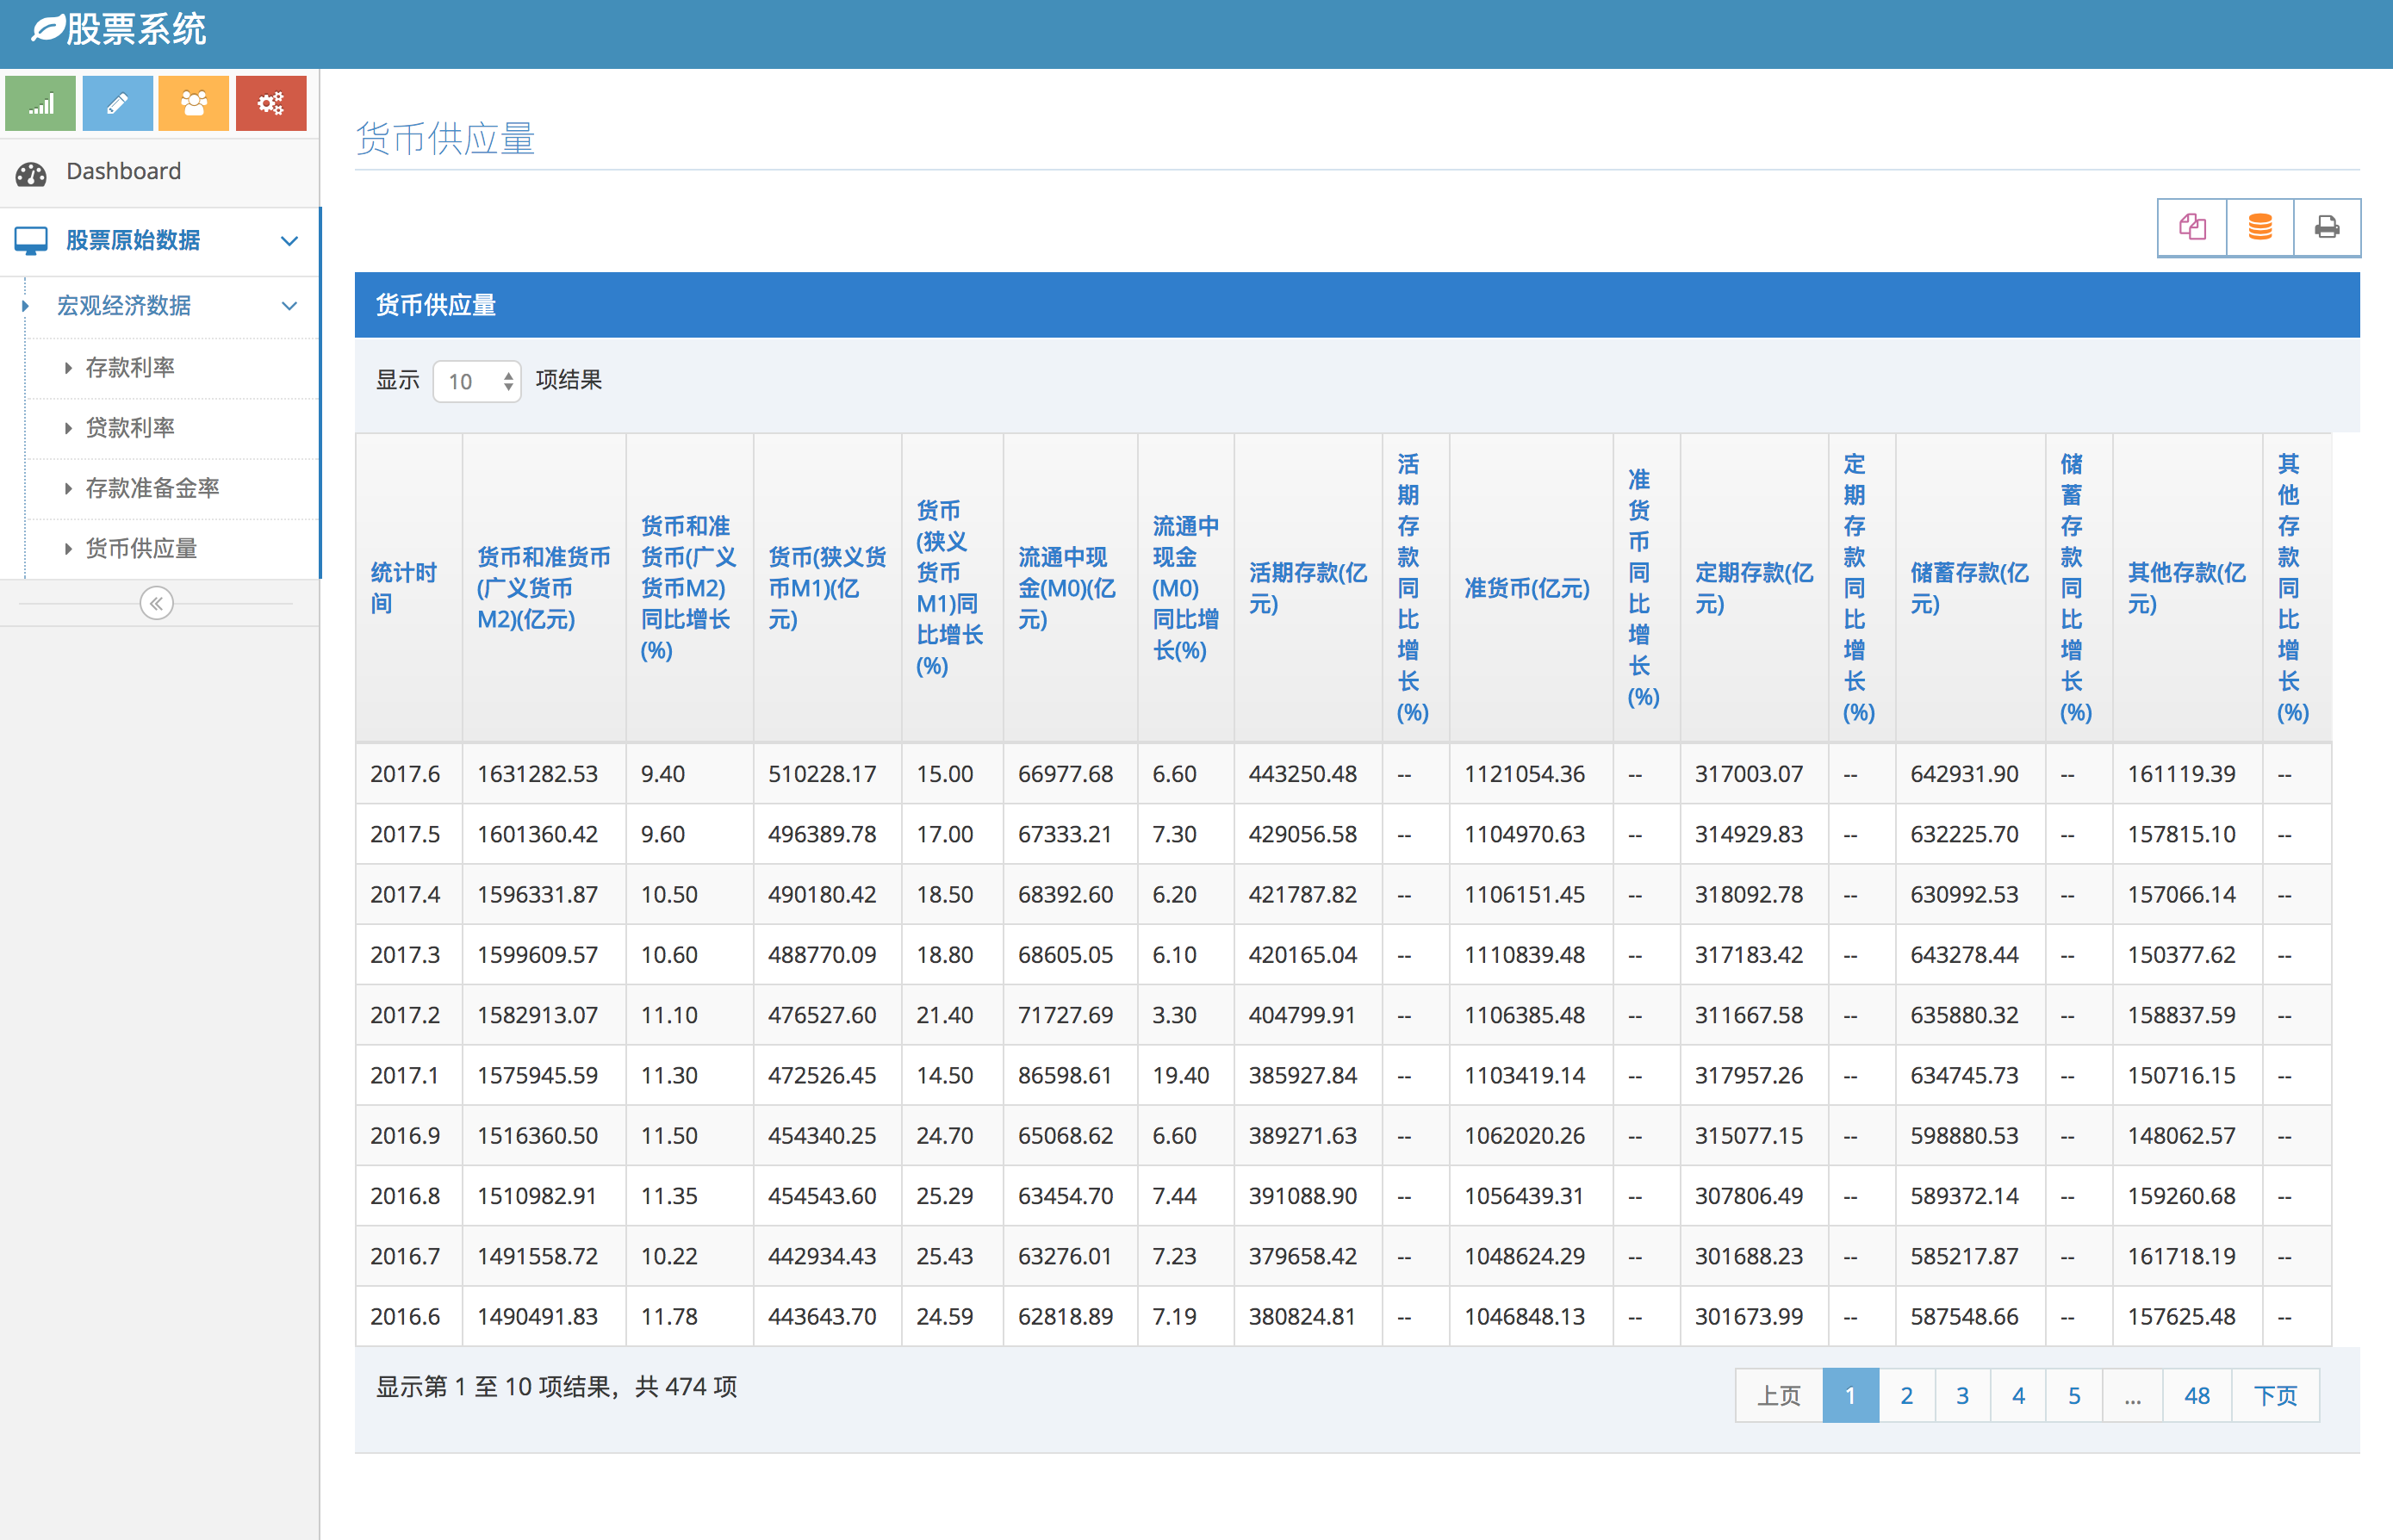 股票系统
Dashboard
股票原始数据
宏观经济数据
存款利率
贷款利率
存款准备金率
货币供应量
货币供应量
货币供应量
显示 10 项结果
统计时间 货币和准货币(广义货币M2)(亿元) 货币和准货币(广义货币M2)同比增长(%) 货币(狭义货币M1)(亿元) 货币(狭义货币M1)同比增长(%) 流通中现金(M0)(亿元) 流通中现金(M0)同比增长(%) 活期存款(亿元) 活期存款同比增长(%) 准货币(亿元) 准货币同比增长(%) 定期存款(亿元) 定期存款同比增长(%) 储蓄存款(亿元) 储蓄存款同比增长(%) 其他存款(亿元) 其他存款同比增长(%)
2017.6 1631282.53 9.40 510228.17 15.00 66977.68 6.60 443250.48 -- 1121054.36 -- 317003.07 -- 642931.90 -- 161119.39 --
2017.5 1601360.42 9.60 496389.78 17.00 67333.21 7.30 429056.58 -- 1104970.63 -- 314929.83 -- 632225.70 -- 157815.10 --
2017.4 1596331.87 10.50 490180.42 18.50 68392.60 6.20 421787.82 -- 1106151.45 -- 318092.78 -- 630992.53 -- 157066.14 --
2017.3 1599609.57 10.60 488770.09 18.80 68605.05 6.10 420165.04 -- 1110839.48 -- 317183.42 -- 643278.44 -- 150377.62 --
2017.2 1582913.07 11.10 476527.60 21.40 71727.69 3.30 404799.91 -- 1106385.48 -- 311667.58 -- 635880.32 -- 158837.59 --
2017.1 1575945.59 11.30 472526.45 14.50 86598.61 19.40 385927.84 -- 1103419.14 -- 317957.26 -- 634745.73 -- 150716.15 --
2016.9 1516360.50 11.50 454340.25 24.70 65068.62 6.60 389271.63 -- 1062020.26 -- 315077.15 -- 598880.53 -- 148062.57 --
2016.8 1510982.91 11.35 454543.60 25.29 63454.70 7.44 391088.90 -- 1056439.31 -- 307806.49 -- 589372.14 -- 159260.68 --
2016.7 1491558.72 10.22 442934.43 25.43 63276.01 7.23 379658.42 -- 1048624.29 -- 301688.23 -- 585217.87 -- 161718.19 --
2016.6 1490491.83 11.78 443643.70 24.59 62818.89 7.19 380824.81 -- 1046848.13 -- 301673.99 -- 587548.66 -- 157625.48 --
显示第 1 至 10 项结果，共 474 项
上页 1 2 3 4 5 ... 48 下页